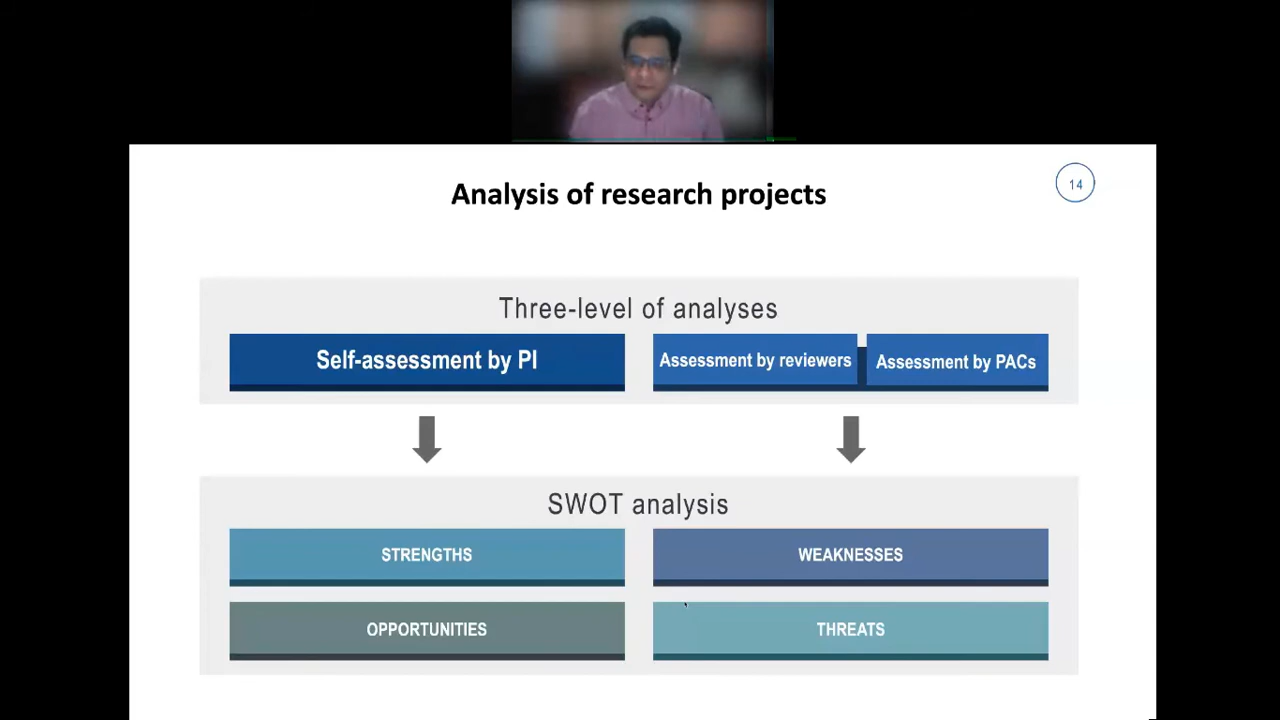 Analysis of research projects
14
Three-level of analyses
Self-assessment by PI
Assessment by reviewers
Assessment by PACs
SWOT analysis
STRENGTHS
WEAKNESSES
OPPORTUNITIES
THREATS